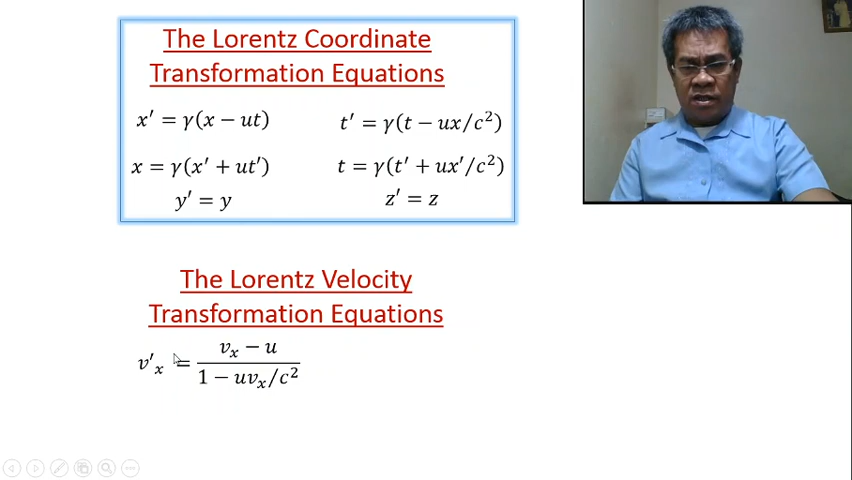 The Lorentz Coordinate
Transformation Equations
x′ = γ(x − ut)
t′ = γ(t − ux/c²)
x = γ(x′ + ut′)
t = γ(t′ + ux′/c²)
y′ = y
z′ = z
The Lorentz Velocity
Transformation Equations
v′ₓ = (vₓ − u) / (1 − uvₓ/c²)